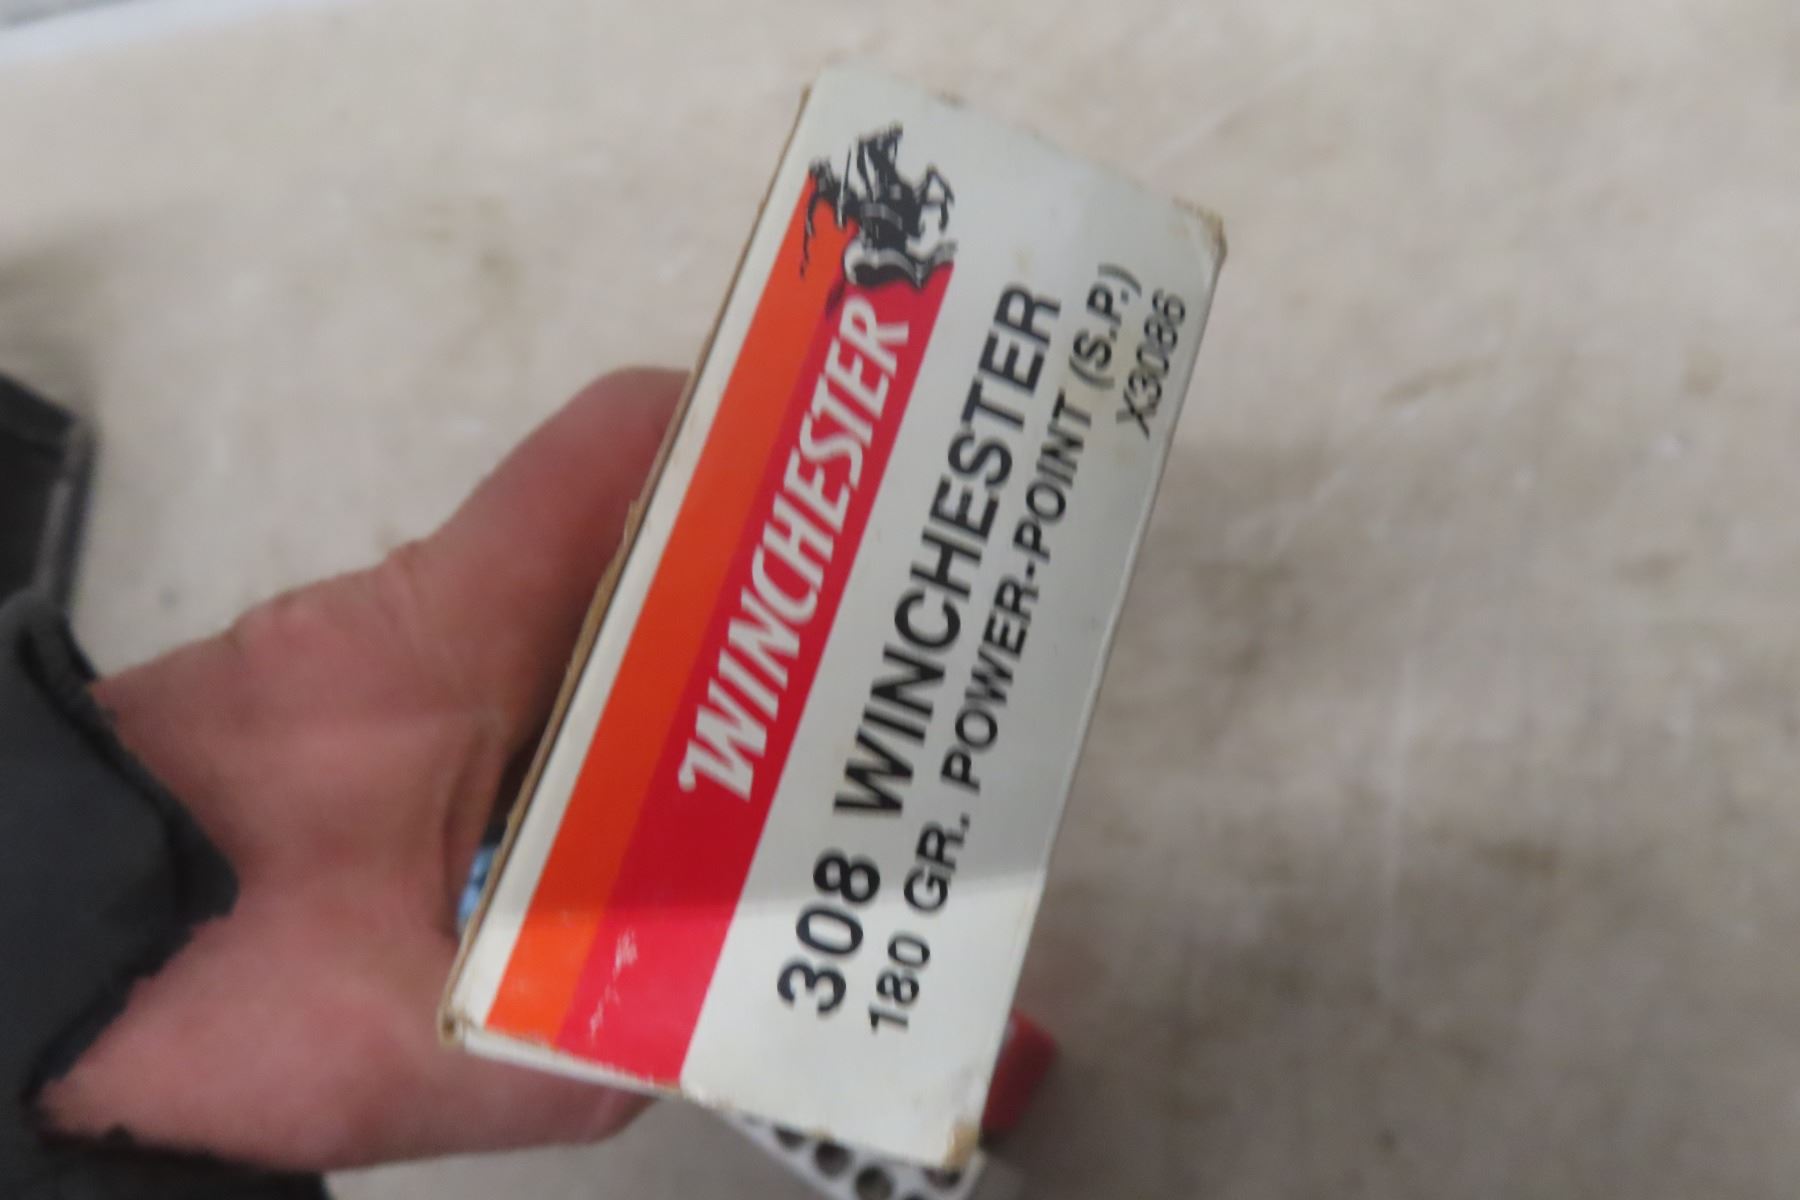 WINCHESTER
308 WINCHESTER
180 GR. POWER-POINT (S.P.)
X3086